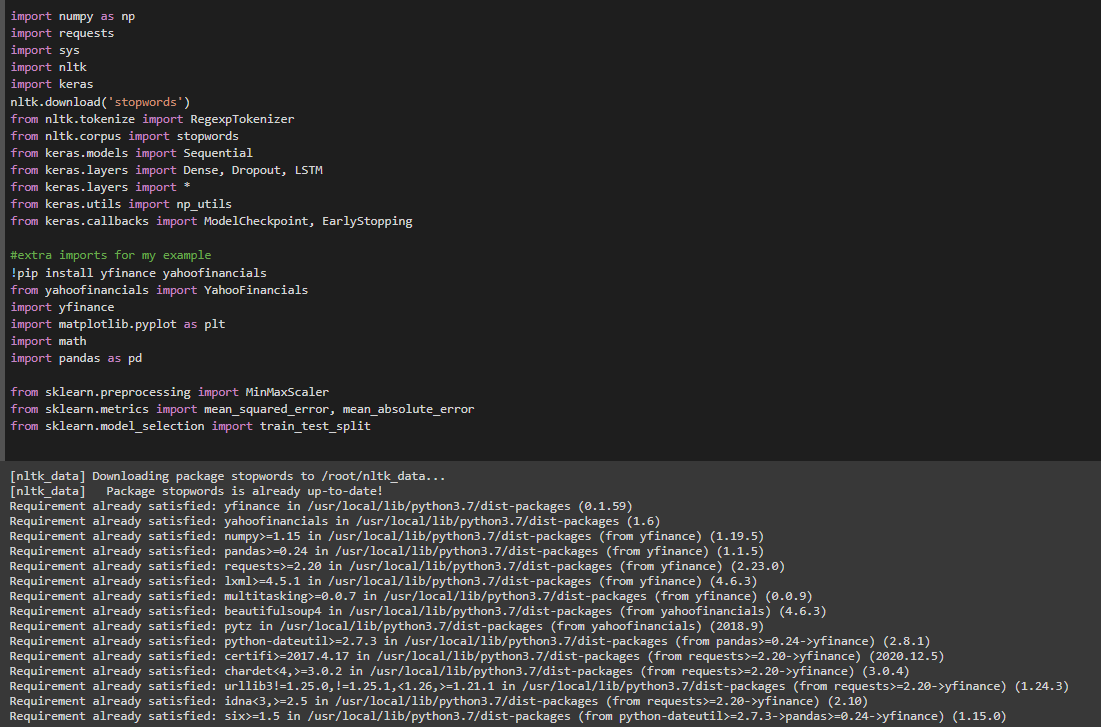 import numpy as np
import requests
import sys
import nltk
import keras
nltk.download('stopwords')
from nltk.tokenize import RegexpTokenizer
from nltk.corpus import stopwords
from keras.models import Sequential
from keras.layers import Dense, Dropout, LSTM
from keras.layers import *
from keras.utils import np_utils
from keras.callbacks import ModelCheckpoint, EarlyStopping
#extra imports for my example
!pip install yfinance yahoofinancials
from yahoofinancials import YahooFinancials
import yfinance
import matplotlib.pyplot as plt
import math
import pandas as pd
from sklearn.preprocessing import MinMaxScaler
from sklearn.metrics import mean_squared_error, mean_absolute_error
from sklearn.model_selection import train_test_split
[nltk_data] Downloading package stopwords to /root/nltk_data...
[nltk_data]   Package stopwords is already up-to-date!
Requirement already satisfied: yfinance in /usr/local/lib/python3.7/dist-packages (0.1.59)
Requirement already satisfied: yahoofinancials in /usr/local/lib/python3.7/dist-packages (1.6)
Requirement already satisfied: numpy>=1.15 in /usr/local/lib/python3.7/dist-packages (from yfinance) (1.19.5)
Requirement already satisfied: pandas>=0.24 in /usr/local/lib/python3.7/dist-packages (from yfinance) (1.1.5)
Requirement already satisfied: requests>=2.20 in /usr/local/lib/python3.7/dist-packages (from yfinance) (2.23.0)
Requirement already satisfied: lxml>=4.5.1 in /usr/local/lib/python3.7/dist-packages (from yfinance) (4.6.3)
Requirement already satisfied: multitasking>=0.0.7 in /usr/local/lib/python3.7/dist-packages (from yfinance) (0.0.9)
Requirement already satisfied: beautifulsoup4 in /usr/local/lib/python3.7/dist-packages (from yahoofinancials) (4.6.3)
Requirement already satisfied: pytz in /usr/local/lib/python3.7/dist-packages (from yahoofinancials) (2018.9)
Requirement already satisfied: python-dateutil>=2.7.3 in /usr/local/lib/python3.7/dist-packages (from pandas>=0.24->yfinance) (2.8.1)
Requirement already satisfied: certifi>=2017.4.17 in /usr/local/lib/python3.7/dist-packages (from requests>=2.20->yfinance) (2020.12.5)
Requirement already satisfied: chardet<4,>=3.0.2 in /usr/local/lib/python3.7/dist-packages (from requests>=2.20->yfinance) (3.0.4)
Requirement already satisfied: urllib3!=1.25.0,!=1.25.1,<1.26,>=1.21.1 in /usr/local/lib/python3.7/dist-packages (from requests>=2.20->yfinance) (1.24.3)
Requirement already satisfied: idna<3,>=2.5 in /usr/local/lib/python3.7/dist-packages (from requests>=2.20->yfinance) (2.10)
Requirement already satisfied: six>=1.5 in /usr/local/lib/python3.7/dist-packages (from python-dateutil>=2.7.3->pandas>=0.24->yfinance) (1.15.0)